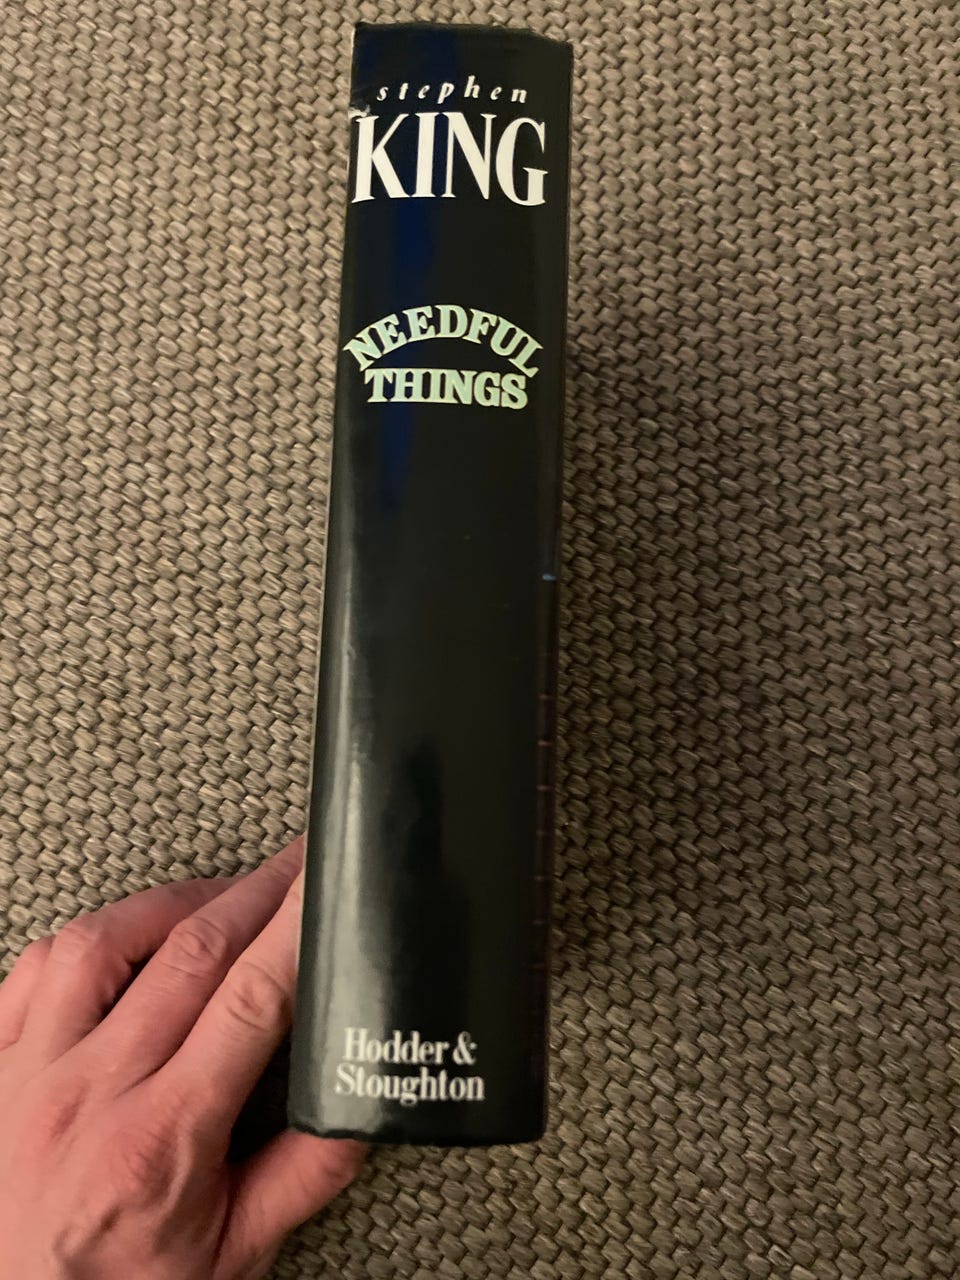 stephen
KING
NEEDFUL
THINGS
Hodder &
Stoughton